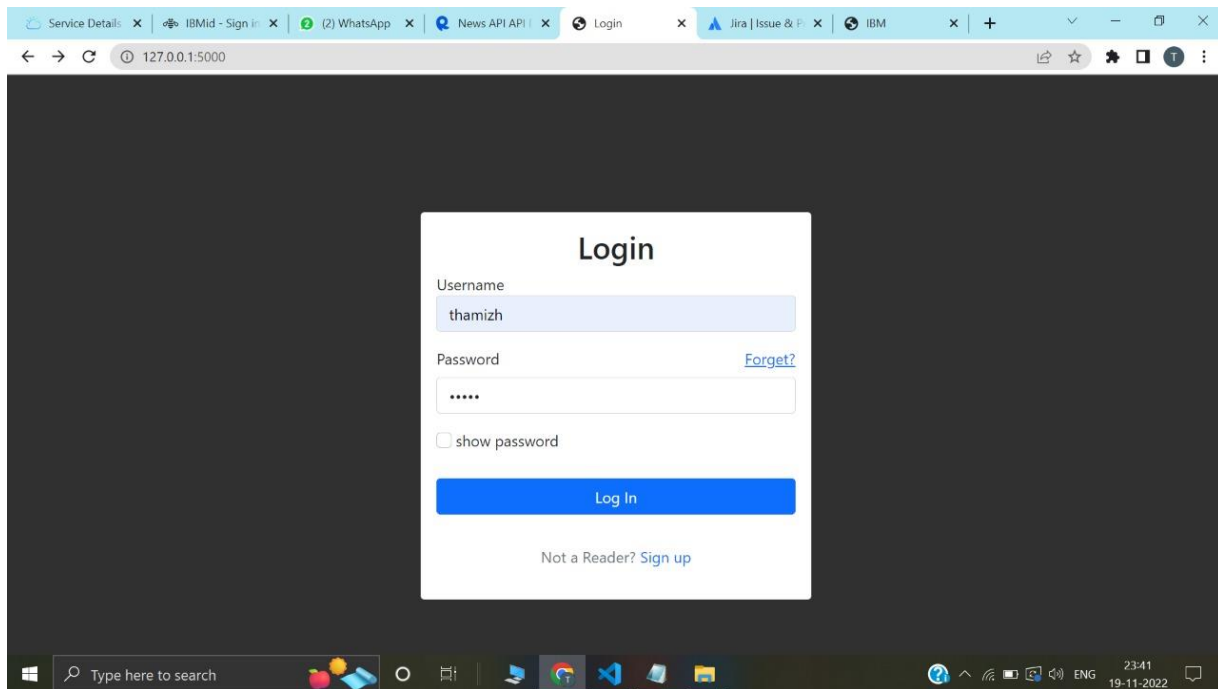 Service Details
IBMid - Sign in
(2) WhatsApp
News API API
Login
Jira | Issue & P
IBM
127.0.0.1:5000
T
Login
Username
thamizh
Password Forget?
•••••
show password
Log In
Not a Reader? Sign up
Type here to search
ENG
23:41
19-11-2022